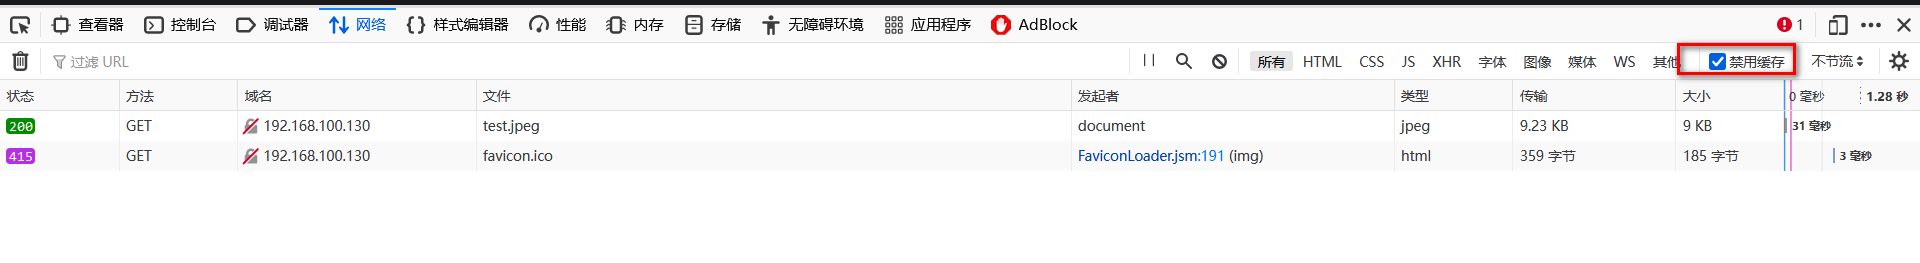 查看器 控制台 调试器 网络 样式编辑器 性能 内存 存储 无障碍环境 应用程序 AdBlock 1
过滤 URL 所有 HTML CSS JS XHR 字体 图像 媒体 WS 其他 禁用缓存 不节流
状态 方法 域名 文件 发起者 类型 传输 大小 0 毫秒 1.28 秒
200 GET 192.168.100.130 test.jpeg document jpeg 9.23 KB 9 KB 31 毫秒
415 GET 192.168.100.130 favicon.ico FaviconLoader.jsm:191 (img) html 359 字节 185 字节 3 毫秒